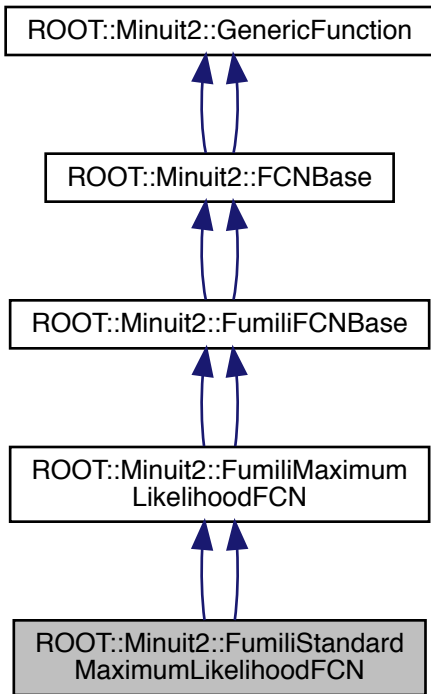 ROOT::Minuit2::GenericFunction
ROOT::Minuit2::FCNBase
ROOT::Minuit2::FumiliFCNBase
ROOT::Minuit2::FumiliMaximum
LikelihoodFCN
ROOT::Minuit2::FumiliStandard
MaximumLikelihoodFCN